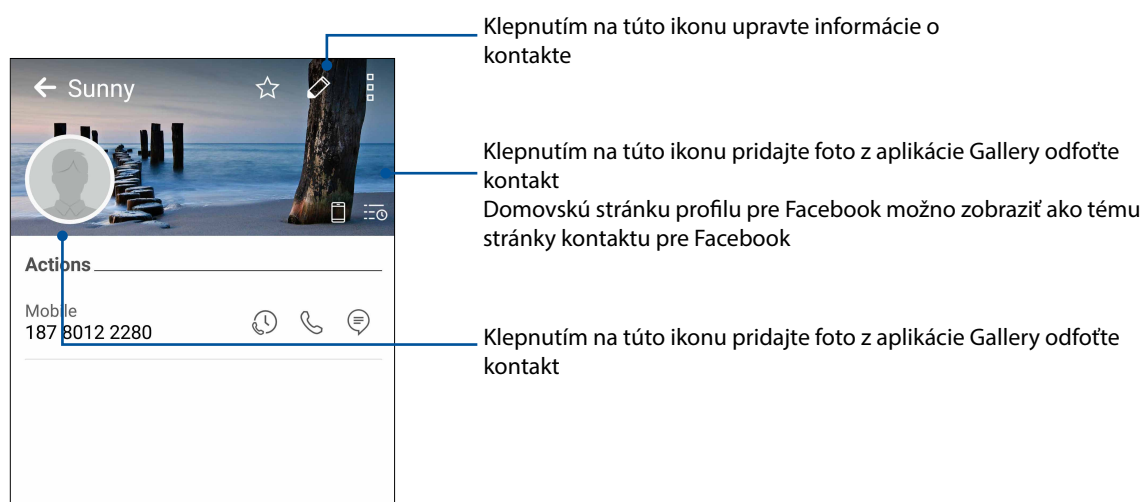 Klepnutím na túto ikonu upravte informácie o
kontakte
Sunny
Klepnutím na túto ikonu pridajte foto z aplikácie Gallery odfoťte
kontakt
Domovskú stránku profilu pre Facebook možno zobraziť ako tému
stránky kontaktu pre Facebook
Actions
Mobile
187 8012 2280
Klepnutím na túto ikonu pridajte foto z aplikácie Gallery odfoťte
kontakt